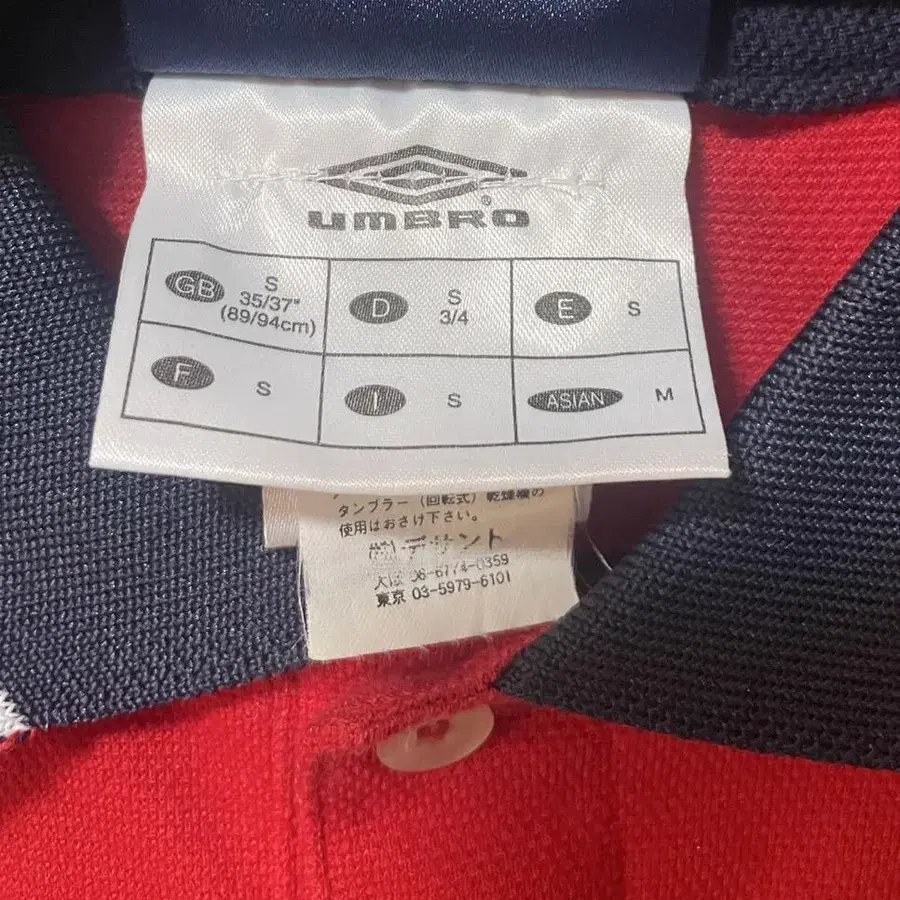 UMBRO®
GB S
35/37"
(89/94cm)
D S
3/4
E S
F S
I S
ASIAN M
タンブラー (回転式) 乾燥機の
使用はおさけ下さい。
㈱デサント
大阪 06-6774-0359
東京 03-5979-6101